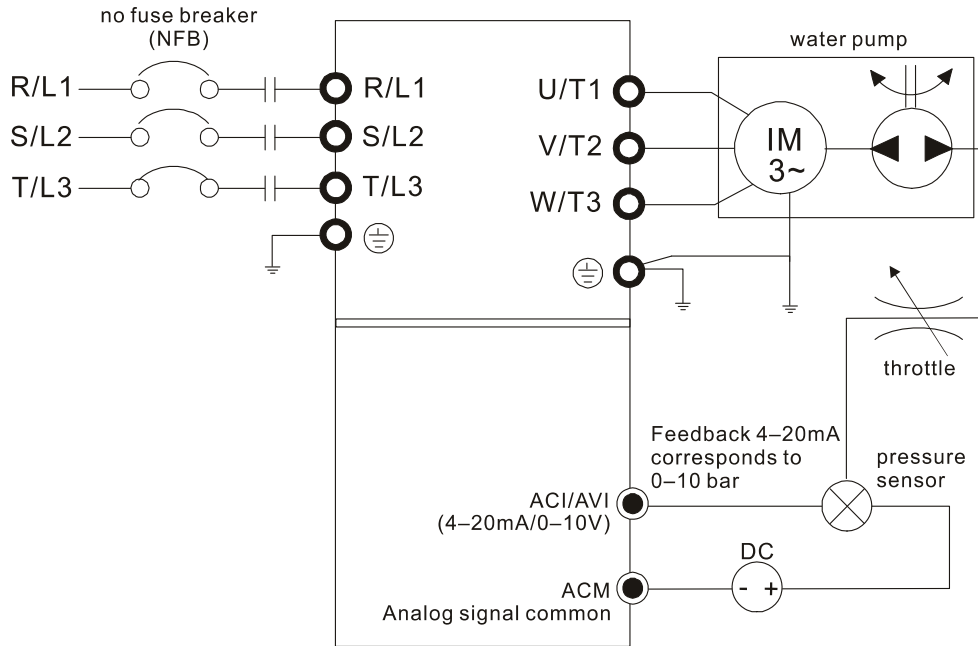 no fuse breaker
(NFB)
R/L1
S/L2
T/L3
R/L1
S/L2
T/L3
U/T1
V/T2
W/T3
water pump
IM
3~
throttle
Feedback 4–20mA
corresponds to
0–10 bar
pressure
sensor
ACI/AVI
(4–20mA/0–10V)
DC
- +
ACM
Analog signal common